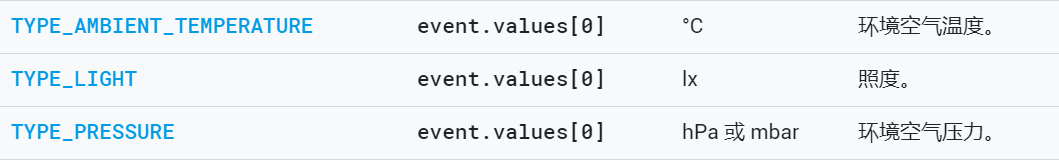 TYPE_AMBIENT_TEMPERATURE event.values[0] °C 环境空气温度。
TYPE_LIGHT event.values[0] lx 照度。
TYPE_PRESSURE event.values[0] hPa 或 mbar 环境空气压力。